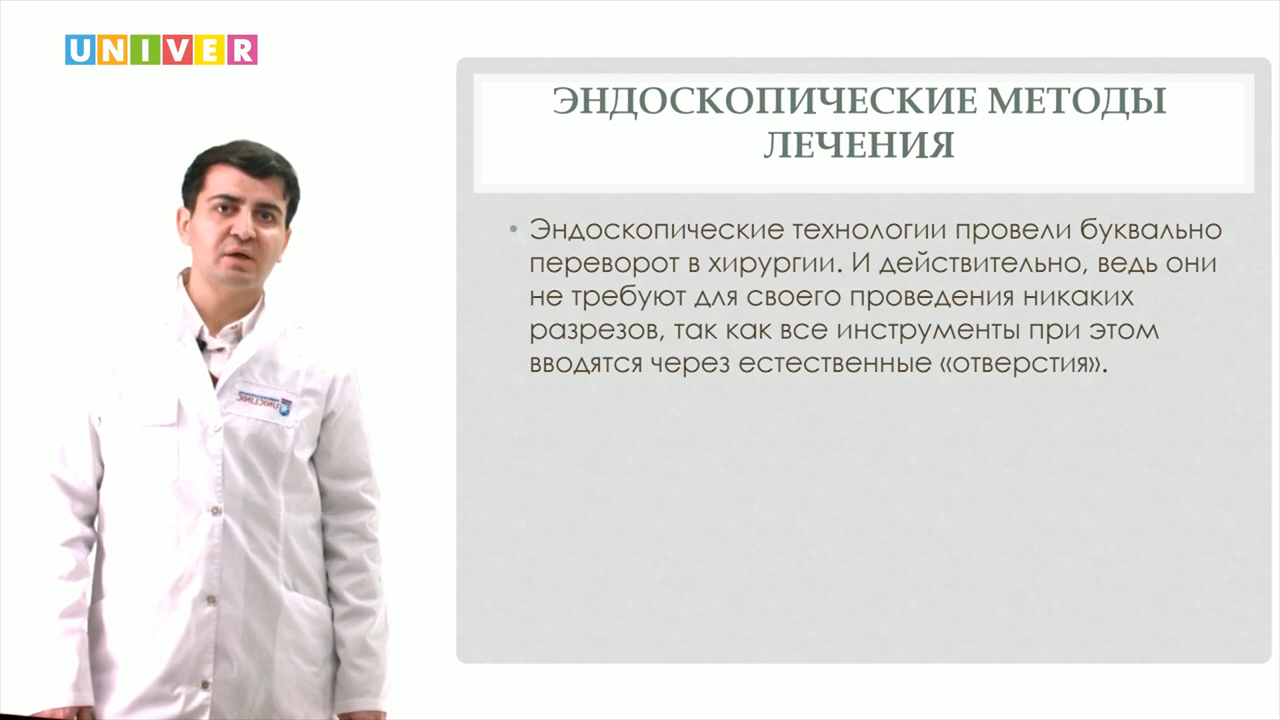 UNIVER
ЭНДОСКОПИЧЕСКИЕ МЕТОДЫ
ЛЕЧЕНИЯ
• Эндоскопические технологии провели буквально
переворот в хирургии. И действительно, ведь они
не требуют для своего проведения никаких
разрезов, так как все инструменты при этом
вводятся через естественные «отверстия».
UNICLINIC